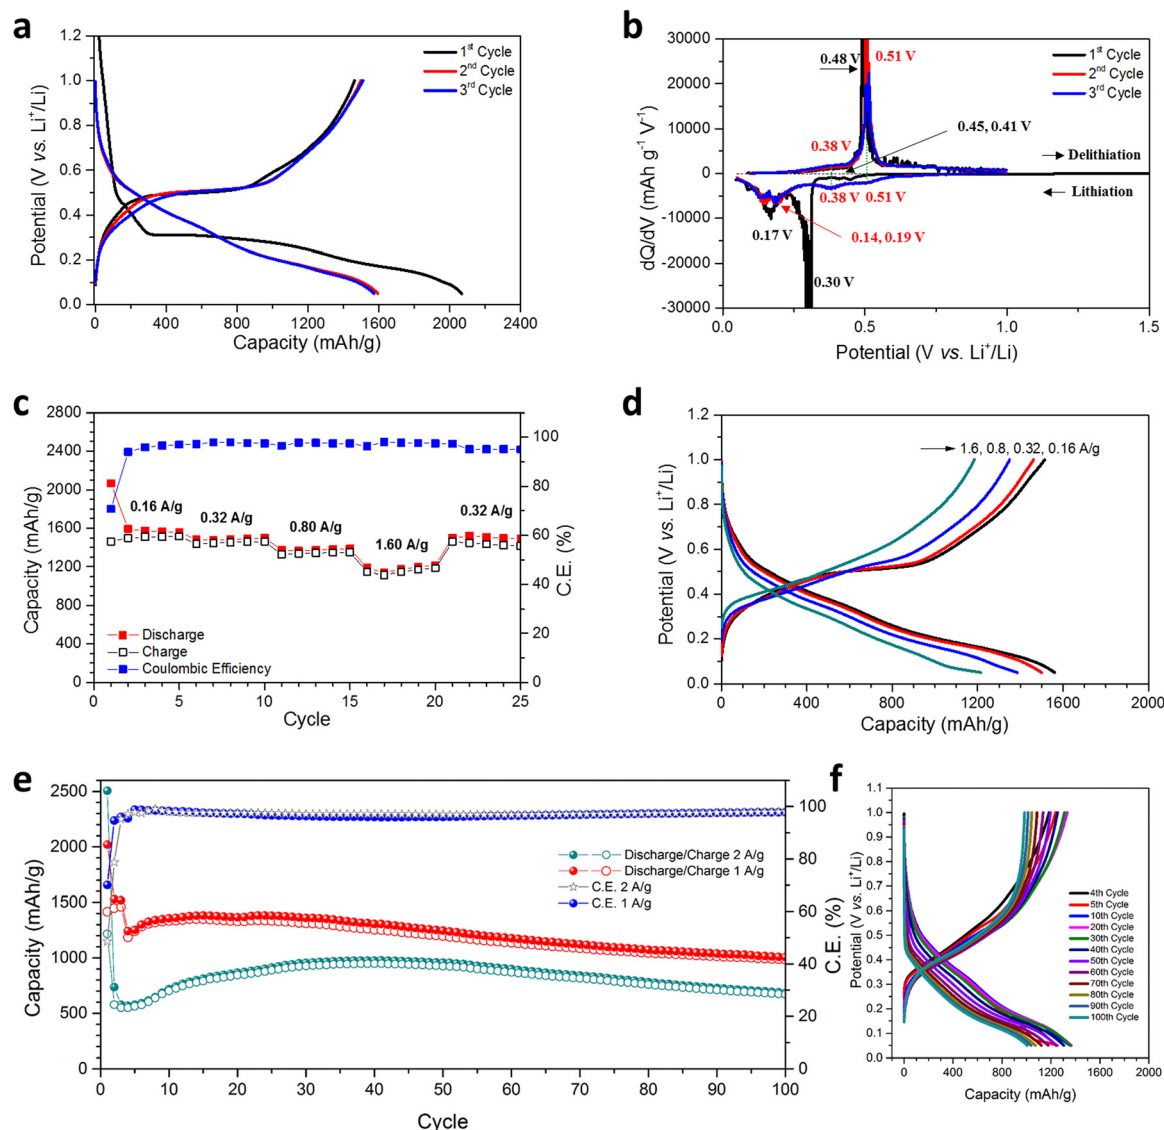 a
1.2
1.0
0.8
0.6
0.4
0.2
0.0
Potential (V vs. Li⁺/Li)
1st Cycle
2nd Cycle
3rd Cycle
0 400 800 1200 1600 2000 2400
Capacity (mAh/g)
b
30000
20000
10000
0
-10000
-20000
-30000
dQ/dV (mAh g⁻¹ V⁻¹)
0.48 V
0.51 V
1st Cycle
2nd Cycle
3rd Cycle
0.45, 0.41 V
0.38 V
Delithiation
Lithiation
0.38 V 0.51 V
0.17 V
0.14, 0.19 V
0.30 V
0.0 0.5 1.0 1.5
Potential (V vs. Li⁺/Li)
c
2800
2400
2000
1600
1200
800
400
0
Capacity (mAh/g)
0.16 A/g
0.32 A/g
0.80 A/g
1.60 A/g
0.32 A/g
Discharge
Charge
Coulombic Efficiency
100
80
60
40
20
0
C.E. (%)
0 5 10 15 20 25
Cycle
d
1.2
1.0
0.8
0.6
0.4
0.2
0.0
Potential (V vs. Li⁺/Li)
1.6, 0.8, 0.32, 0.16 A/g
0 400 800 1200 1600 2000
Capacity (mAh/g)
e
2500
2000
1500
1000
500
0
Capacity (mAh/g)
Discharge/Charge 2 A/g
Discharge/Charge 1 A/g
C.E. 2 A/g
C.E. 1 A/g
100
80
60
40
20
0
C.E. (%)
0 10 20 30 40 50 60 70 80 90 100
Cycle
f
1.1
1.0
0.9
0.8
0.7
0.6
0.5
0.4
0.3
0.2
0.1
0.0
Potential (V vs. Li⁺/Li)
4th Cycle
5th Cycle
10th Cycle
20th Cycle
30th Cycle
40th Cycle
50th Cycle
60th Cycle
70th Cycle
80th Cycle
90th Cycle
100th Cycle
0 400 800 1200 1600 2000
Capacity (mAh/g)